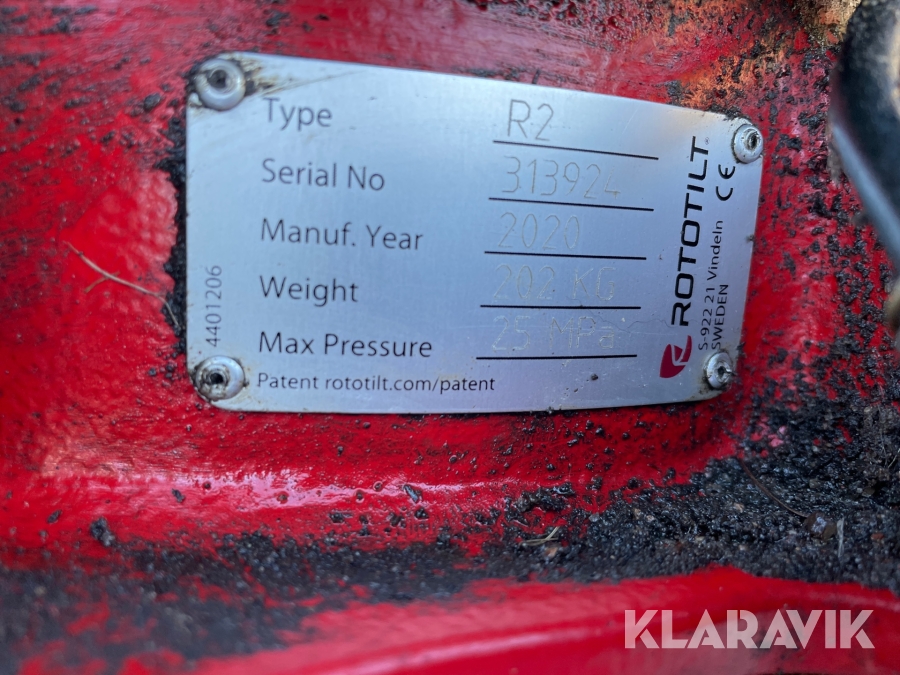 Type R2
Serial No 313924
Manuf. Year 2020
Weight 202 KG
Max Pressure 25 MPa
Patent rototilt.com/patent
4401206
ROTOTILT®
CE
S-922 21 Vindeln
SWEDEN
KLARAVIK